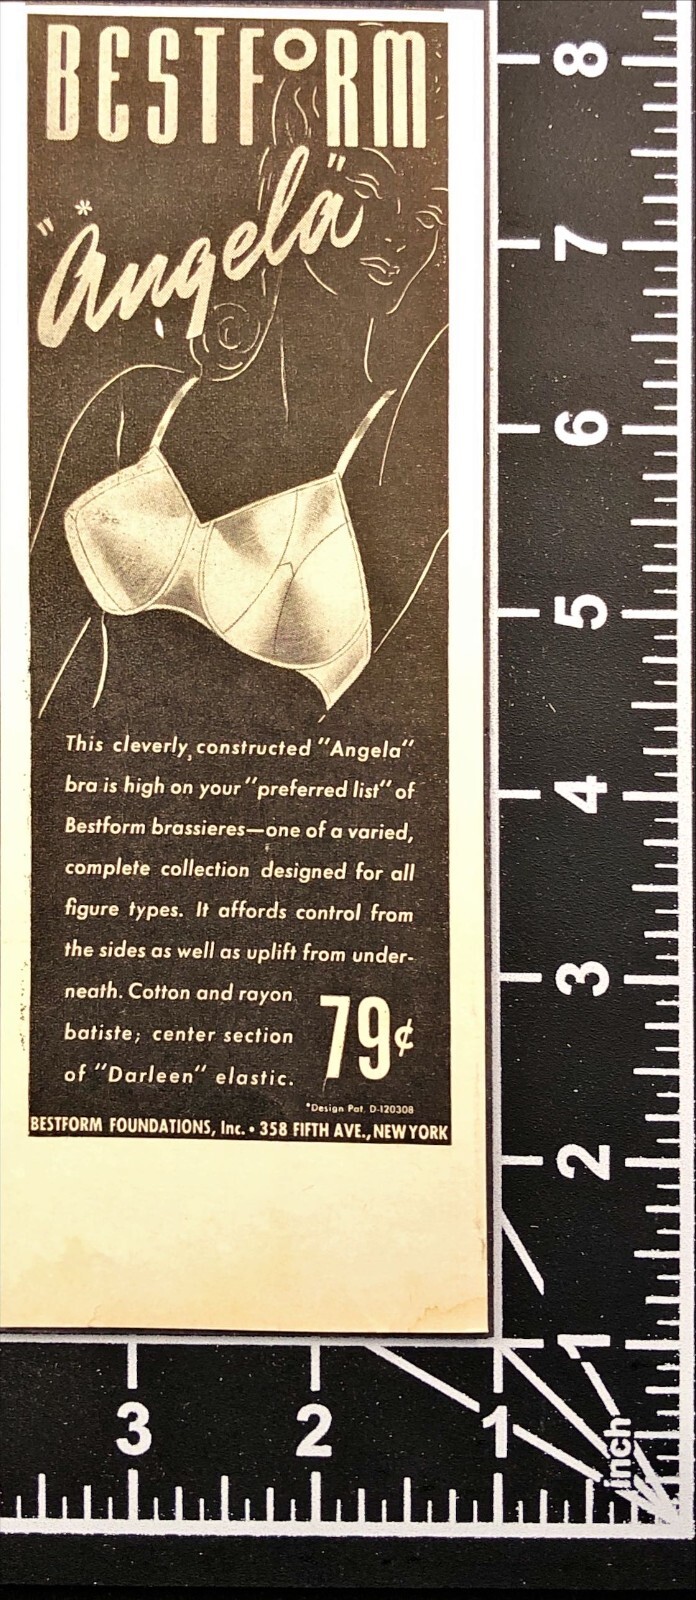 BESTFORM
"*Angela"
This cleverly constructed "Angela"
bra is high on your "preferred list" of
Bestform brassieres—one of a varied,
complete collection designed for all
figure types. It affords control from
the sides as well as uplift from under-
neath. Cotton and rayon
batiste; center section
of "Darleen" elastic.
79¢
*Design Pat. D-120308
BESTFORM FOUNDATIONS, Inc. • 358 FIFTH AVE., NEW YORK
8
7
6
5
4
3
2
1
3
2
1
inch